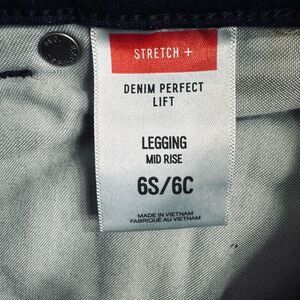 STRETCH +
DENIM PERFECT
LIFT
LEGGING
MID RISE
6S/6C
MADE IN VIETNAM
FABRIQUÉ AU VIETNAM